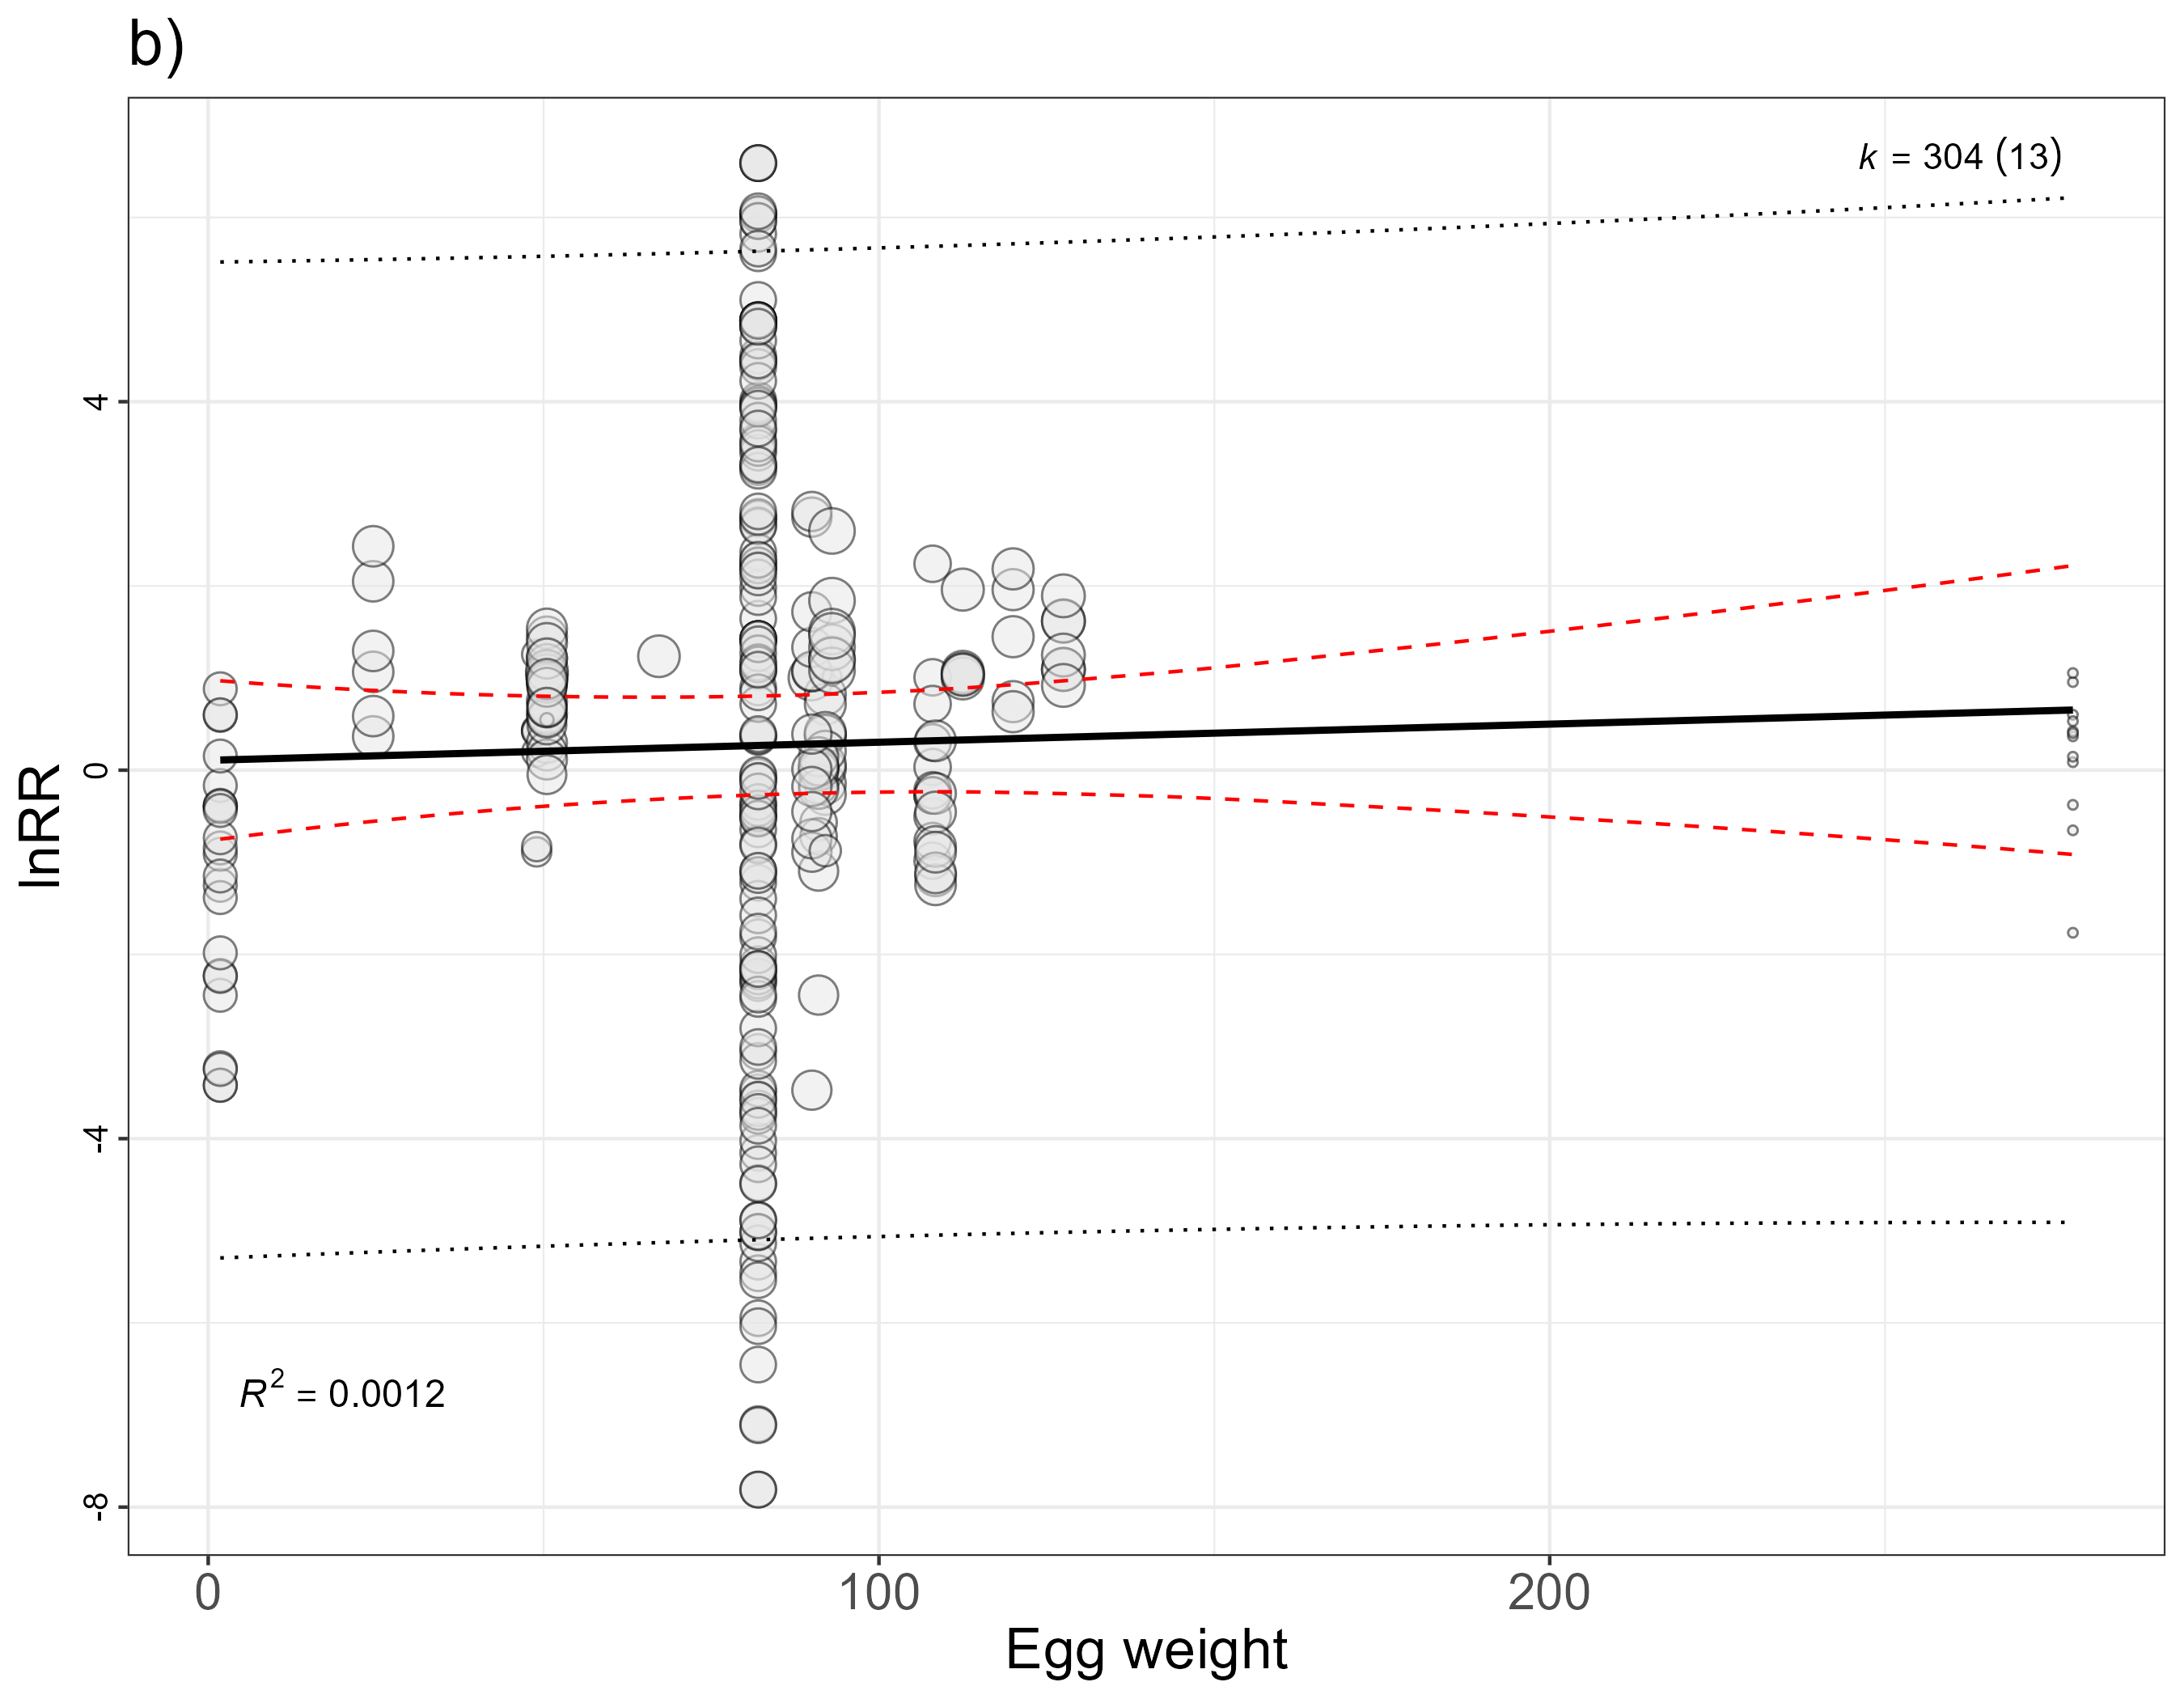 b)
k = 304 (13)
4
0
-4
-8
lnRR
R² = 0.0012
0 100 200
Egg weight